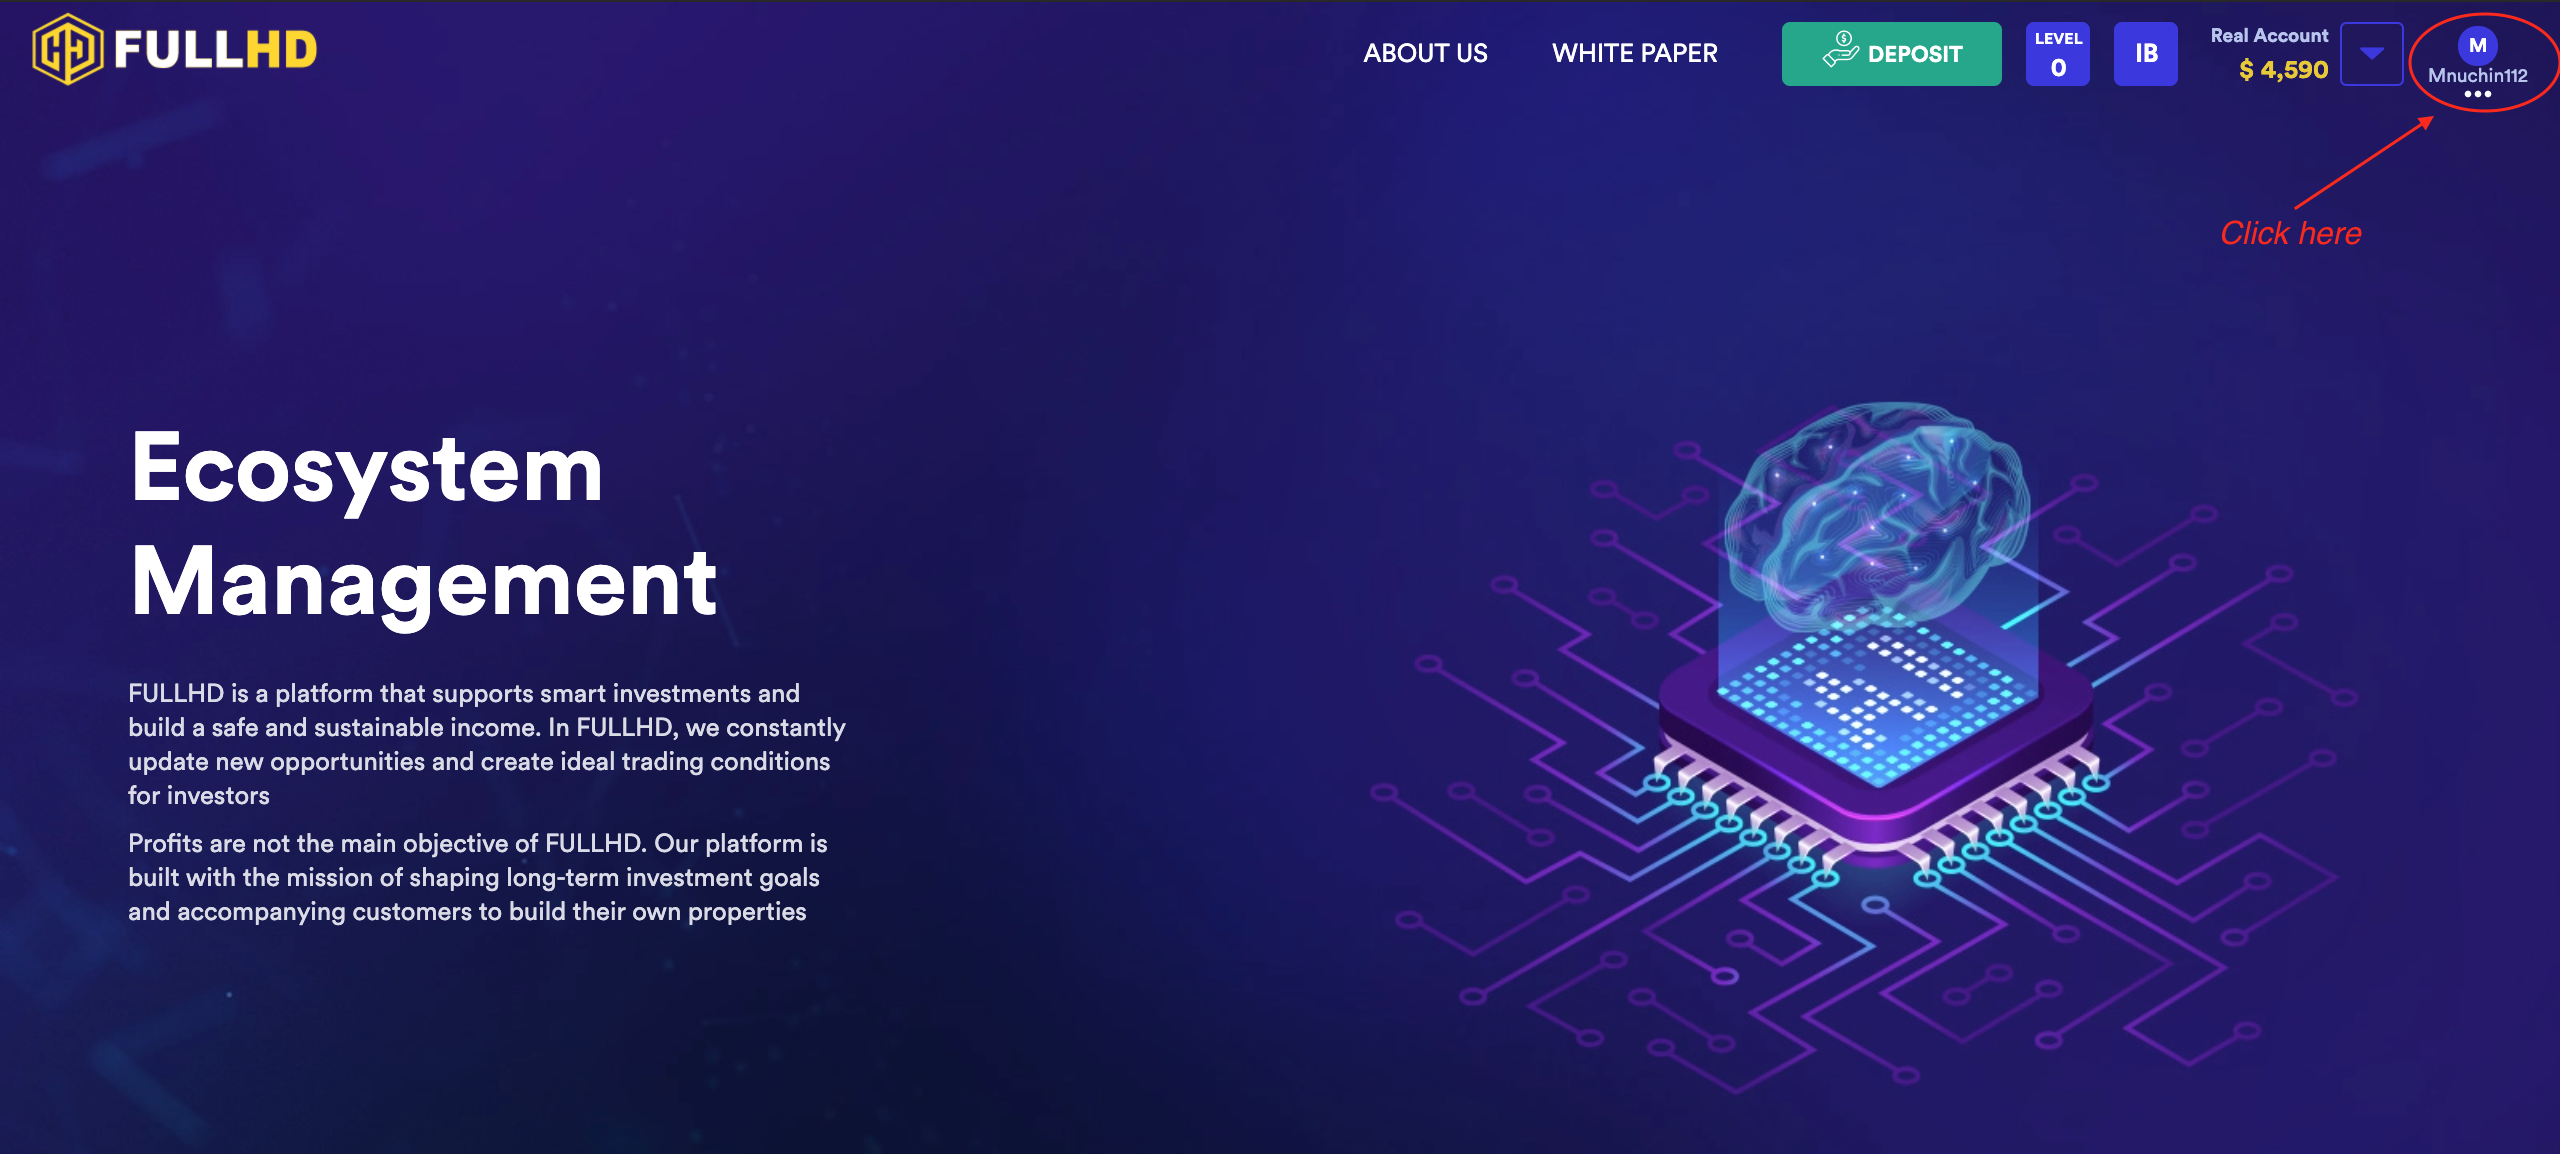 FULLHD
ABOUT US
WHITE PAPER
DEPOSIT
LEVEL
0
IB
Real Account
$ 4,590
M
Mnuchin112
Click here
Ecosystem
Management
FULLHD is a platform that supports smart investments and
build a safe and sustainable income. In FULLHD, we constantly
update new opportunities and create ideal trading conditions
for investors
Profits are not the main objective of FULLHD. Our platform is
built with the mission of shaping long-term investment goals
and accompanying customers to build their own properties